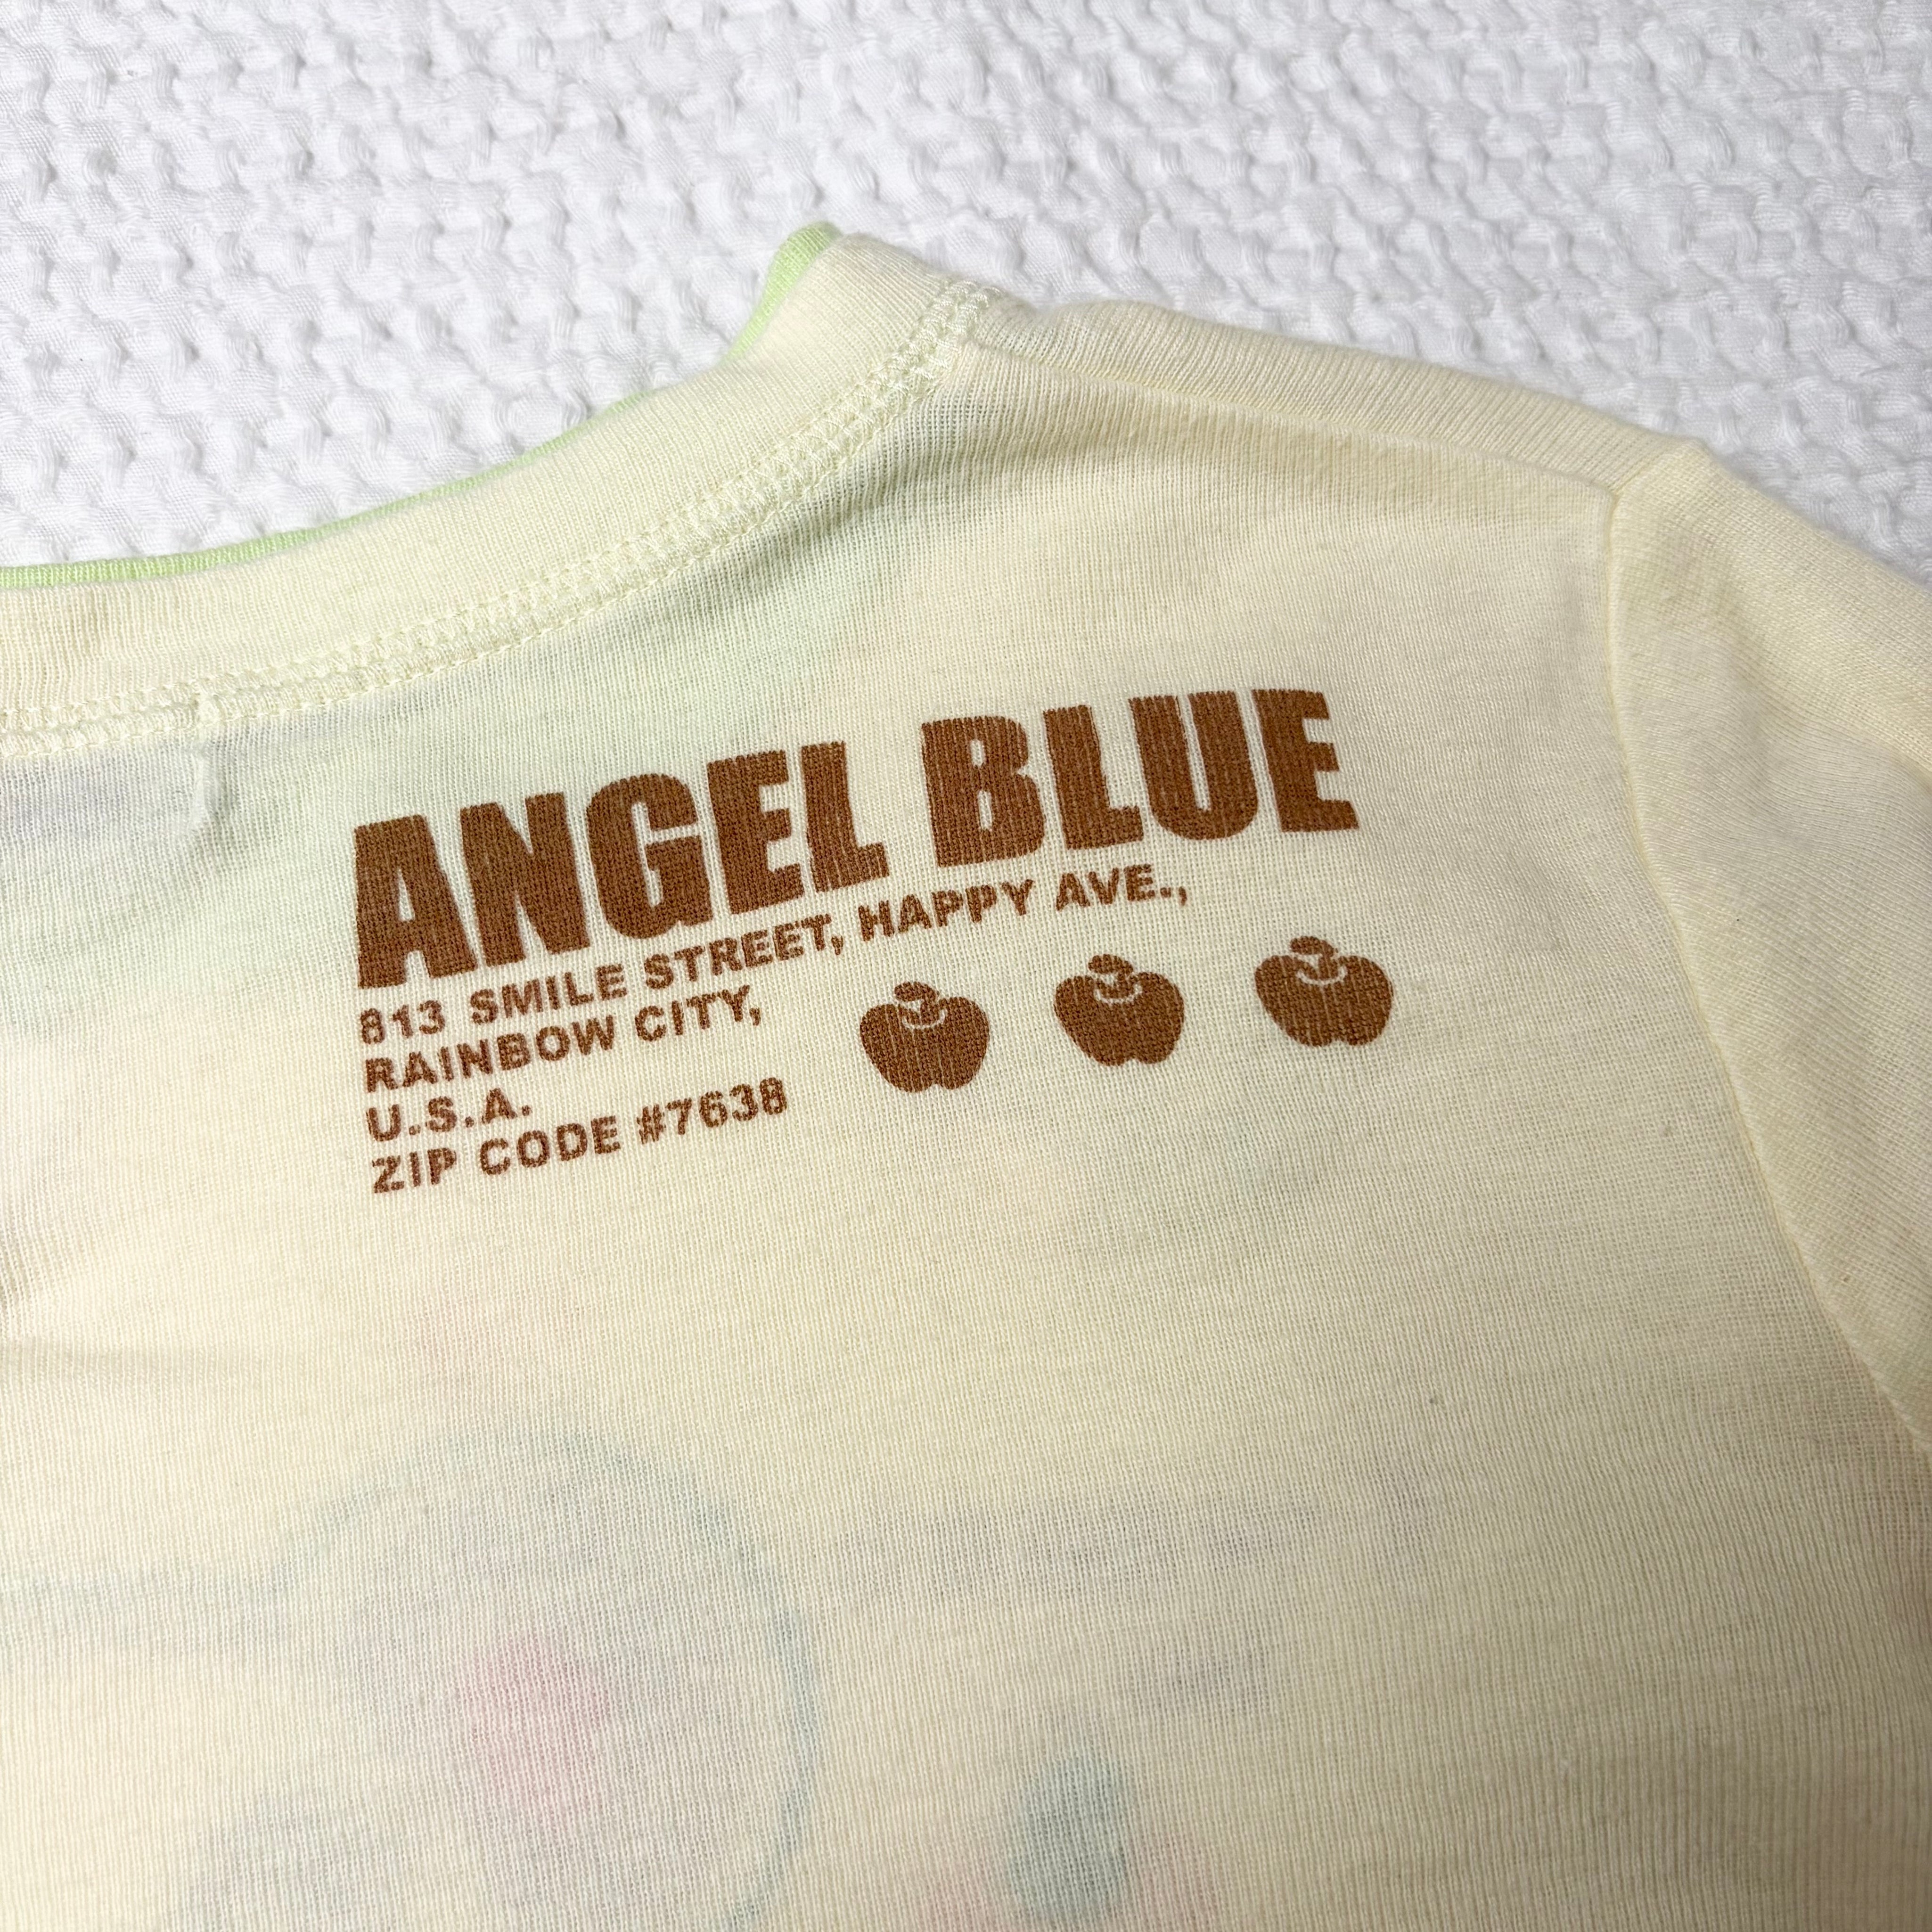 ANGEL BLUE
813 SMILE STREET, HAPPY AVE.,
RAINBOW CITY,
U.S.A.
ZIP CODE #7638